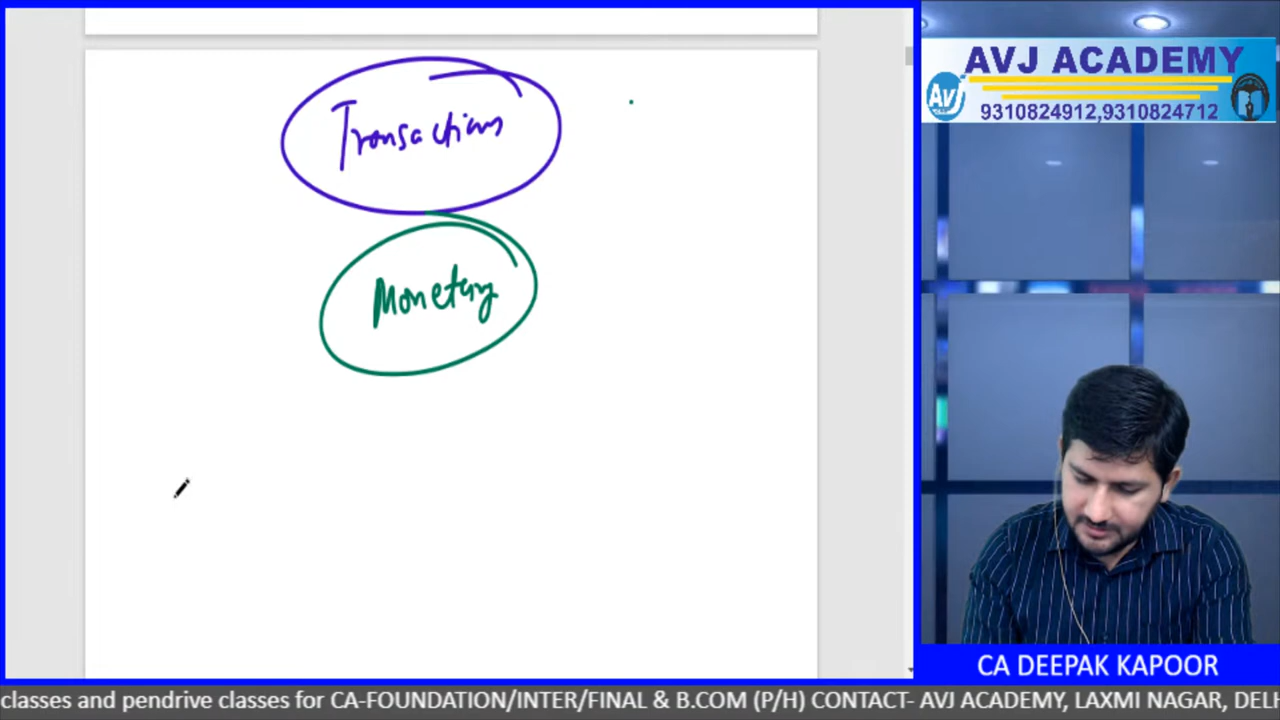 Transactions
Monetary
AVJ ACADEMY
AVJ
9310824912,9310824712
CA DEEPAK KAPOOR
classes and pendrive classes for CA-FOUNDATION/INTER/FINAL & B.COM (P/H) CONTACT- AVJ ACADEMY, LAXMI NAGAR, DELH